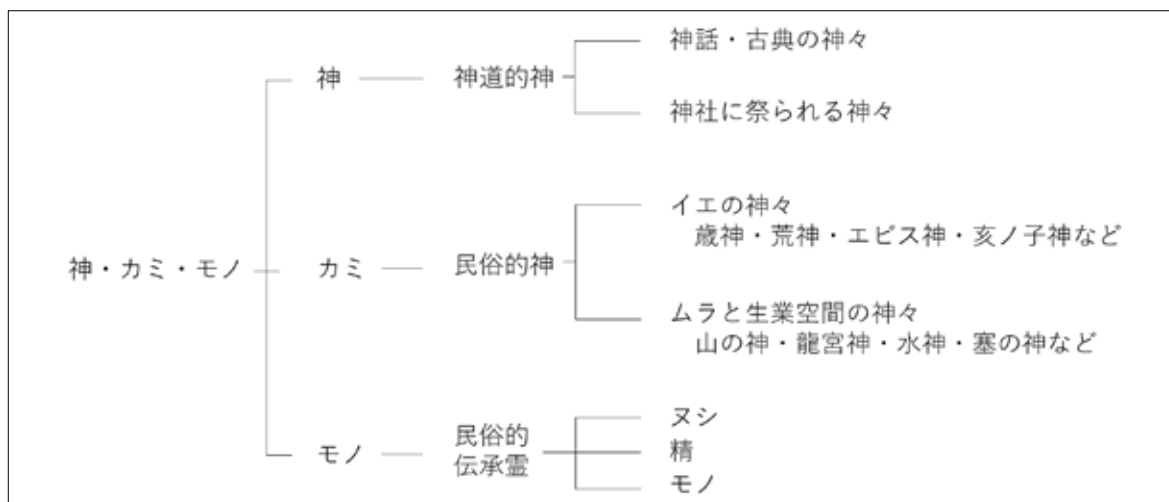 神話・古典の神々
神 神道的神
神社に祭られる神々
イエの神々
歳神・荒神・エビス神・亥ノ子神など
神・カミ・モノ カミ 民俗的神
ムラと生業空間の神々
山の神・龍宮神・水神・塞の神など
ヌシ
モノ 民俗的
伝承霊
精
モノ